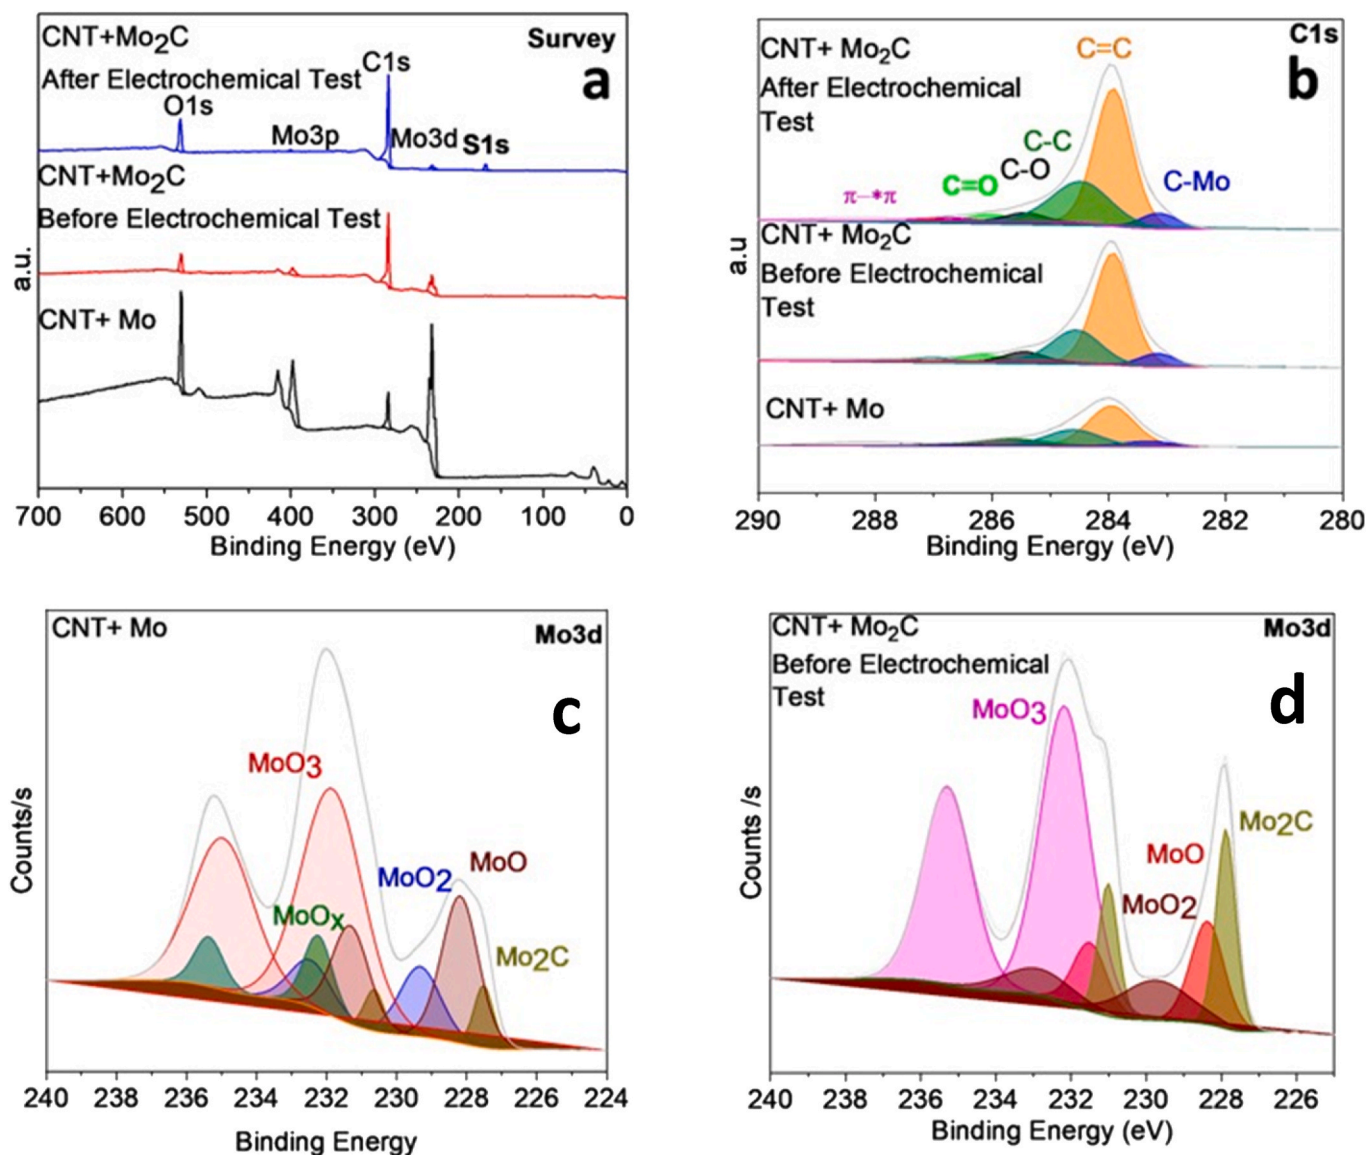 CNT+Mo2C
Survey
After Electrochemical Test
C1s
a
O1s
Mo3p
Mo3d
S1s
CNT+Mo2C
Before Electrochemical Test
CNT+ Mo
a.u.
700 600 500 400 300 200 100 0
Binding Energy (eV)
C1s
CNT+ Mo2C
C=C
After Electrochemical
b
Test
C-C
C-O
C=O
C-Mo
π–*π
CNT+ Mo2C
Before Electrochemical
Test
CNT+ Mo
a.u
290 288 286 284 282 280
Binding Energy (eV)
CNT+ Mo
Mo3d
c
MoO3
MoO2
MoO
MoOx
Mo2C
Counts/s
240 238 236 234 232 230 228 226 224
Binding Energy
CNT+ Mo2C
Mo3d
Before Electrochemical
Test
d
MoO3
Mo2C
MoO
MoO2
Counts /s
240 238 236 234 232 230 228 226
Binding Energy (eV)